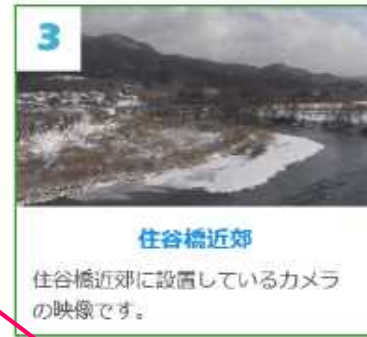 3
住谷橋近郊
住谷橋近郊に設置しているカメラ
の映像です。